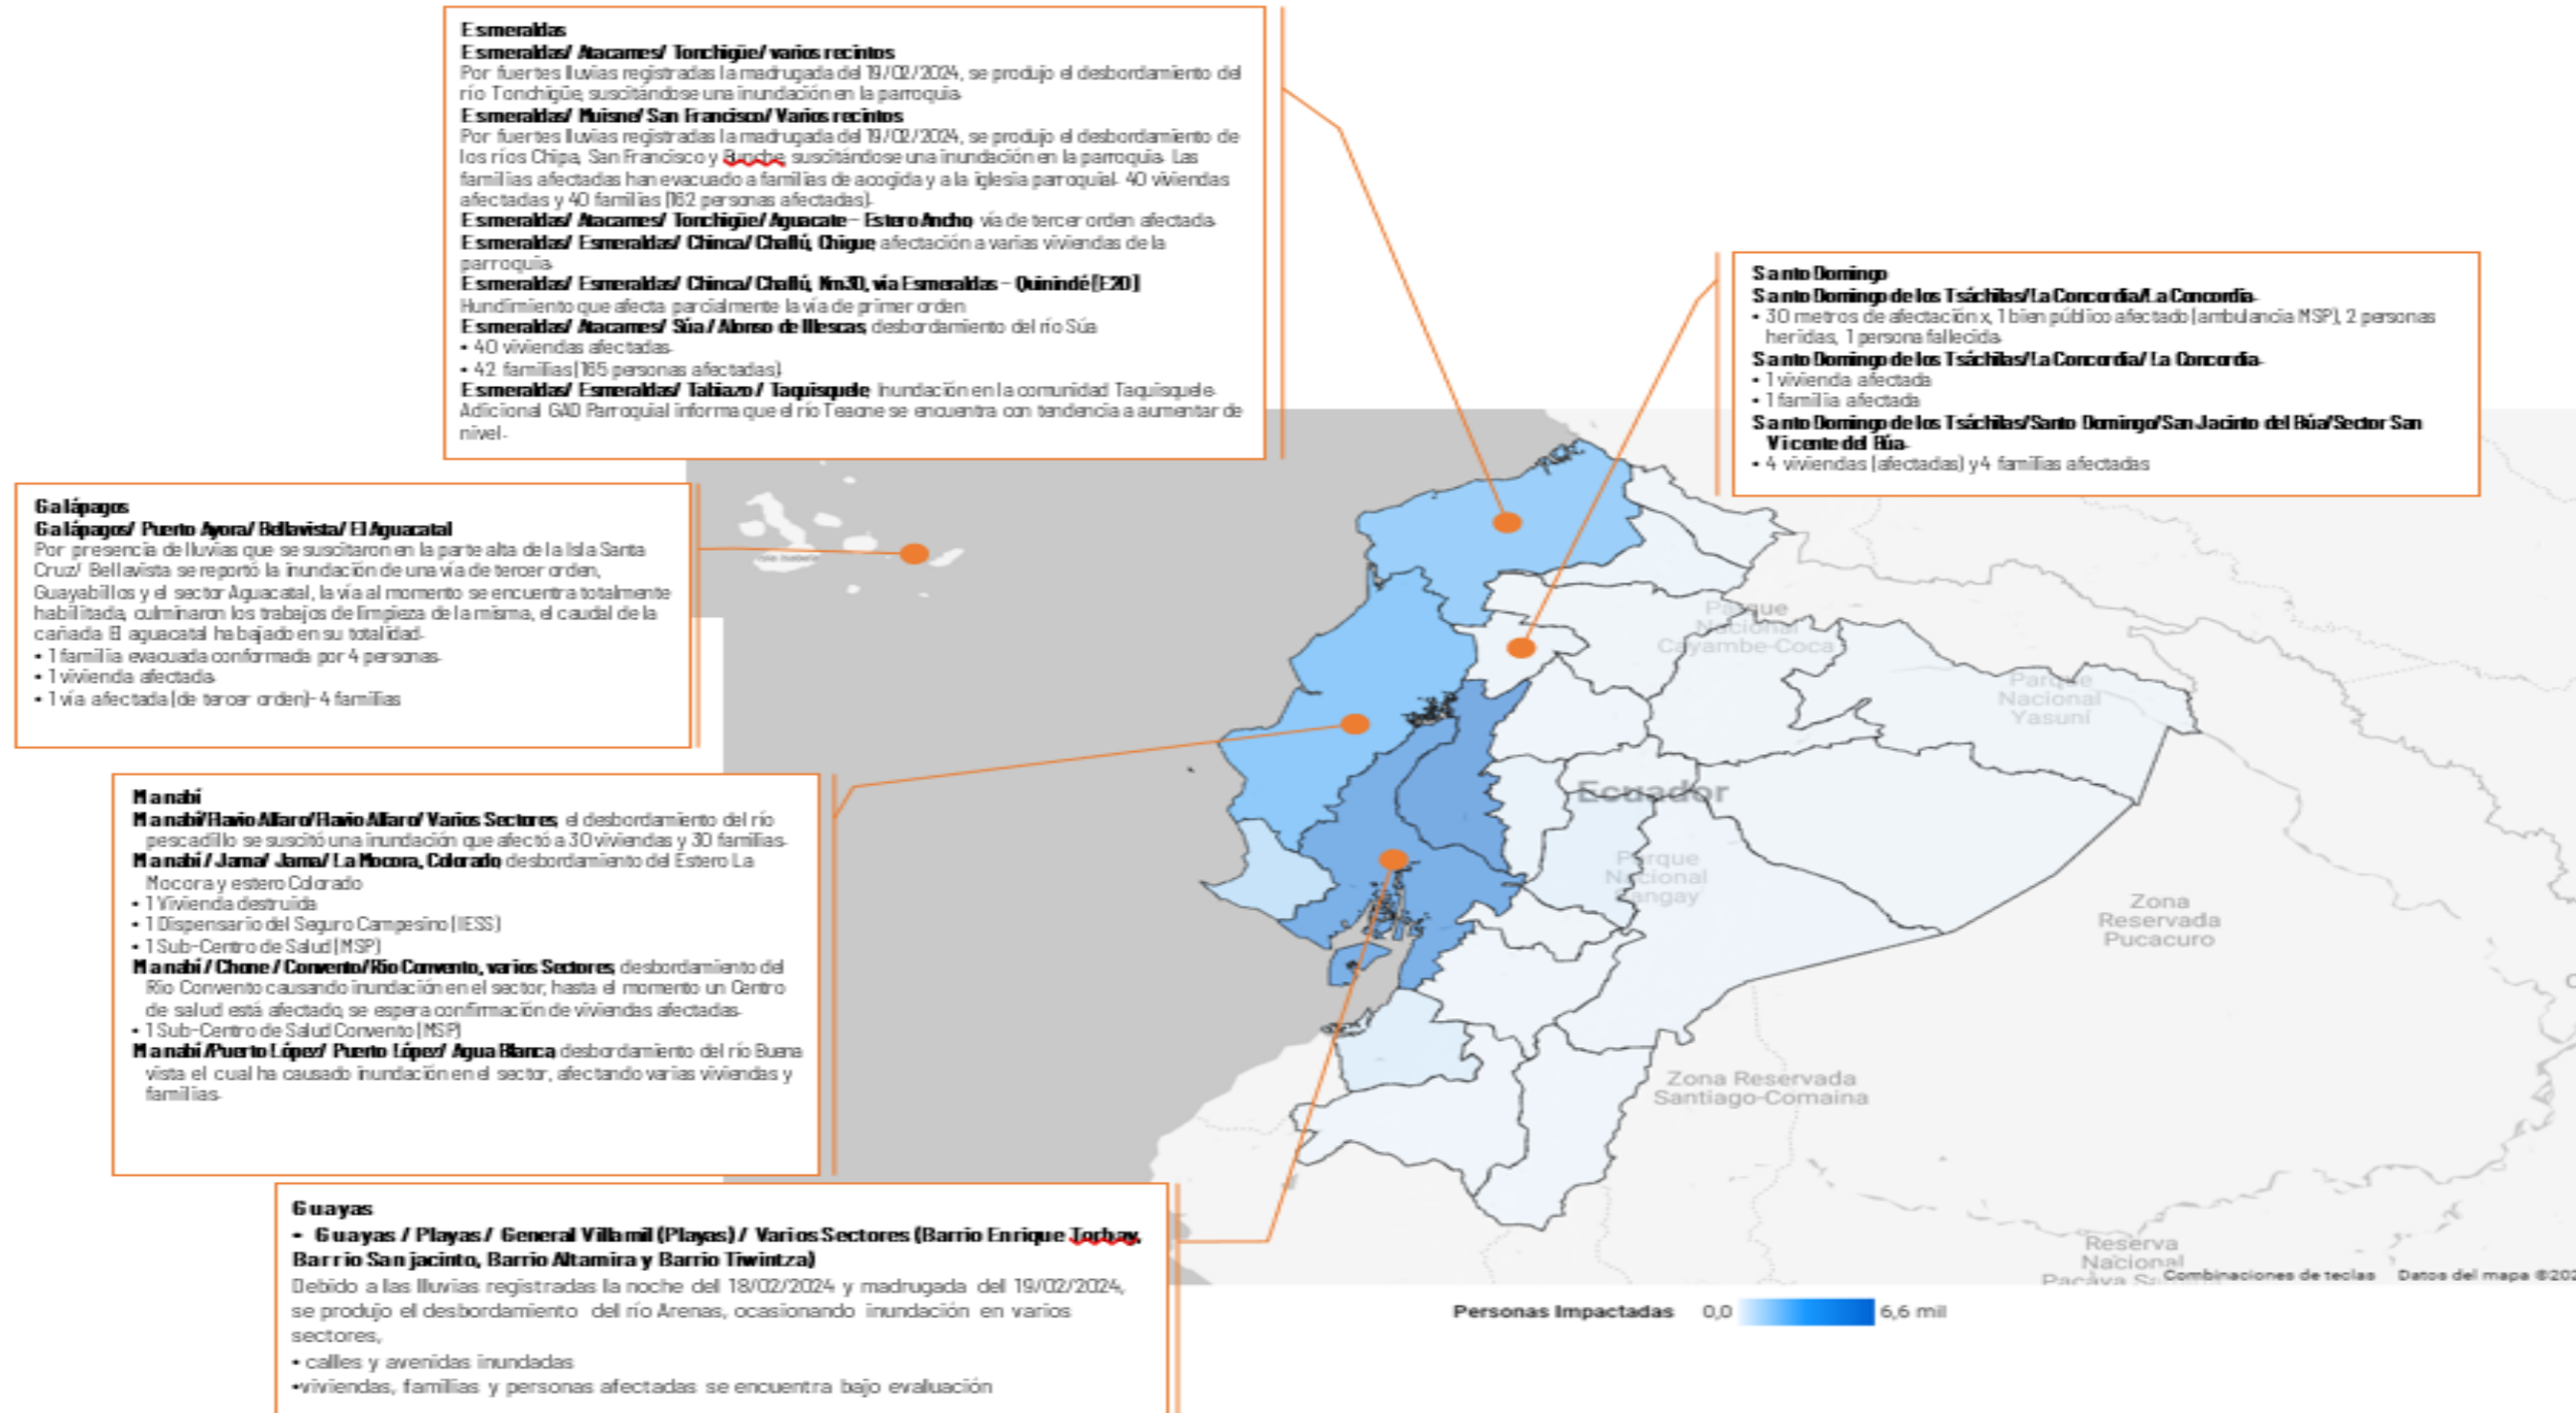 Esmeraldas
Esmeraldas/ Atacames/ Tonchigüe/ varios recintos
Por fuertes lluvias registradas la madrugada del 19/02/2024, se produjo el desbordamiento del
río Tonchigüe, suscitándose una inundación en la parroquia.
Esmeraldas/ Muisne/ San Francisco/ Varios recintos
Por fuertes lluvias registradas la madrugada del 19/02/2024, se produjo el desbordamiento de
los ríos Chipa, San Francisco y Bunche, suscitándose una inundación en la parroquia. Las
familias afectadas han evacuado a familias de acogida y a la iglesia parroquial. 40 viviendas
afectadas y 40 familias (162 personas afectadas).
Esmeraldas/ Atacames/ Tonchigüe/ Aguacate – Estero Ancho, vía de tercer orden afectada.
Esmeraldas/ Esmeraldas/ Chinca/ Chaflú, Chigue, afectación a varias viviendas de la
parroquia.
Esmeraldas/ Esmeraldas/ Chinca/ Chaflú, Km30, vía Esmeraldas – Quinindé [E20]
Hundimiento que afecta parcialmente la vía de primer orden
Esmeraldas/ Atacames/ Súa / Alonso de Illescas, desbordamiento del río Súa
• 40 viviendas afectadas.
• 42 familias (165 personas afectadas)
Esmeraldas/ Esmeraldas/ Tabiazo / Taquisquele, Inundación en la comunidad Taquisquele.
Adicional GAD Parroquial informa que el río Teaone se encuentra con tendencia a aumentar de
nivel.
Santo Domingo
Santo Domingo de los Tsáchilas/La Concordia/La Concordia.
• 30 metros de afectación x, 1 bien público afectado (ambulancia MSP), 2 personas
heridas, 1 persona fallecida.
Santo Domingo de los Tsáchilas/La Concordia/ La Concordia.
• 1 vivienda afectada
• 1 familia afectada
Santo Domingo de los Tsáchilas/Santo Domingo/San Jacinto del Búa/Sector San
Vicente del Búa.
• 4 viviendas (afectadas) y 4 familias afectadas
Galápagos
Galápagos/ Puerto Ayora/ Bellavista/ El Aguacatal
Por presencia de lluvias que se suscitaron en la parte alta de la Isla Santa
Cruz/ Bellavista se reportó la inundación de una vía de tercer orden,
Guayabillos y el sector Aguacatal, la vía al momento se encuentra totalmente
habilitada, culminaron los trabajos de limpieza de la misma, el caudal de la
cañada El aguacatal ha bajado en su totalidad.
• 1 familia evacuada conformada por 4 personas.
• 1 vivienda afectada.
• 1 vía afectada (de tercer orden)- 4 familias
Isla Isabela
Manabí
Manabí/Flavio Alfaro/Flavio Alfaro/ Varios Sectores, el desbordamiento del río
pescadillo se suscitó una inundación que afectó a 30 viviendas y 30 familias.
Manabí / Jama/ Jama/ La Mocora, Colorado, desbordamiento del Estero La
Mocora y estero Colorado
• 1 Vivienda destruida
• 1 Dispensario del Seguro Campesino (IESS)
• 1 Sub-Centro de Salud (MSP)
Manabí / Chone / Convento/Río Convento, varios Sectores, desbordamiento del
Río Convento causando inundación en el sector, hasta el momento un Centro
de salud está afectado, se espera confirmación de viviendas afectadas.
• 1 Sub-Centro de Salud Convento (MSP)
Manabí /Puerto López/ Puerto López/ Agua Blanca, desbordamiento del río Buena
vista el cual ha causado inundación en el sector, afectando varias viviendas y
familias.
Guayas
• Guayas / Playas / General Villamil (Playas) / Varios Sectores (Barrio Enrique Torbay,
Barrio San jacinto, Barrio Altamira y Barrio Tiwintza)
Debido a las lluvias registradas la noche del 18/02/2024 y madrugada del 19/02/2024,
se produjo el desbordamiento del río Arenas, ocasionando inundación en varios
sectores,
• calles y avenidas inundadas
•viviendas, familias y personas afectadas se encuentra bajo evaluación
Parque
Nacional
Cayambe-Coca
Parque
Nacional
Yasuní
Ecuador
Parque
Nacional
Sangay
Zona
Reservada
Pucacuro
Zona Reservada
Santiago-Comaina
Reserva
Nacional
Pacaya
Combinaciones de teclas Datos del mapa
Personas Impactadas 0,0 6,6 mil